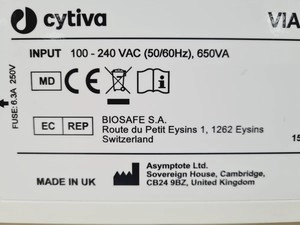 cytiva
VIA
INPUT 100 - 240 VAC (50/60Hz), 650VA
MD
FUSE: 6.3A 250V
EC REP
BIOSAFE S.A.
Route du Petit Eysins 1, 1262 Eysins
Switzerland
15
MADE IN UK
Asymptote Ltd.
Sovereign House, Cambridge,
CB24 9BZ, United Kingdom